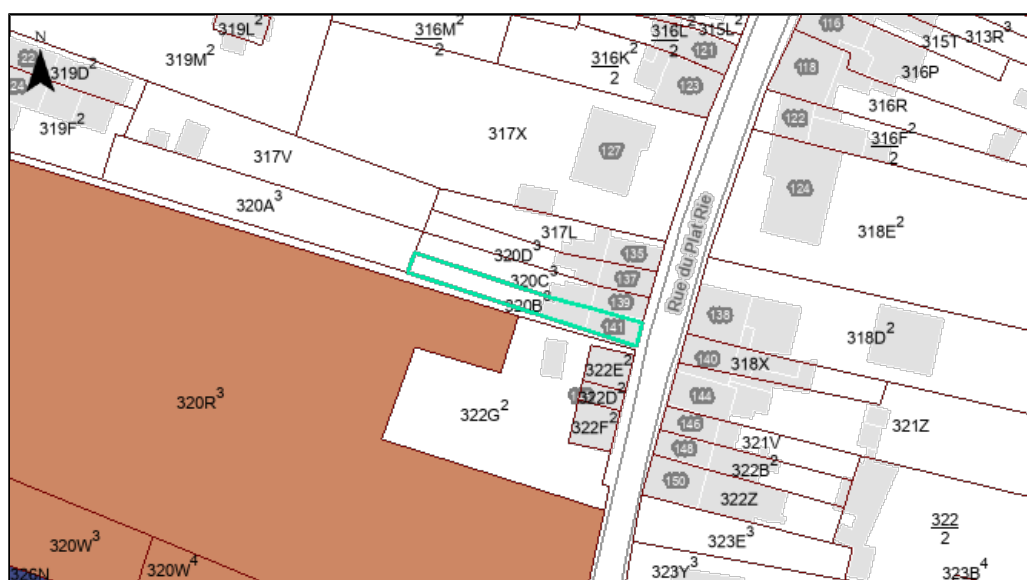 319L²
316M²
2
316L²
2
315L²
116
313R³
315T
N
22
319D²
319M²
316K²
2
121
118
316P
24
123
316R
319F²
122
316F²
2
317X
127
317V
124
320A³
Rue du Plat Rie
318E²
317L
320D³
135
320C³
137
320B³
139
141
138
318D²
140
318X
322E²
322D²
320R³
144
322G²
322F²
146
321Z
148
321V
322B²
150
322Z
322
2
320W³
323E³
326N
320W⁴
323Y³
323B⁴